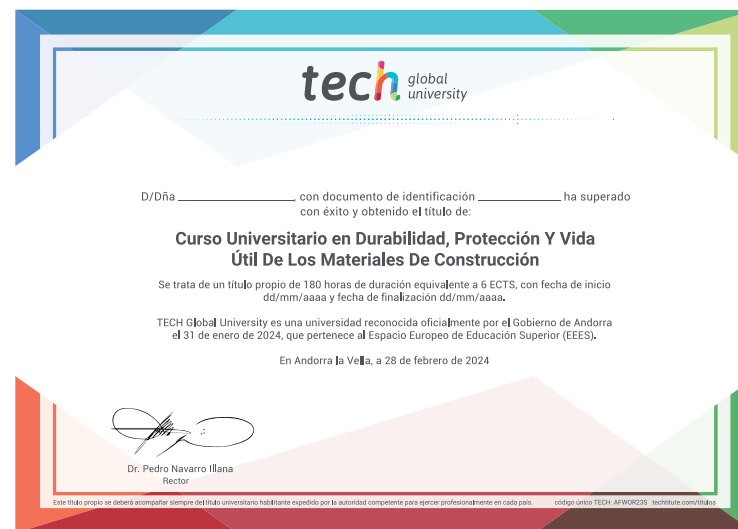 tech global university
D/Dña ____________________, con documento de identificación ______________ ha superado
con éxito y obtenido el título de:
Curso Universitario en Durabilidad, Protección Y Vida
Útil De Los Materiales De Construcción
Se trata de un título propio de 180 horas de duración equivalente a 6 ECTS, con fecha de inicio
dd/mm/aaaa y fecha de finalización dd/mm/aaaa.
TECH Global University es una universidad reconocida oficialmente por el Gobierno de Andorra
el 31 de enero de 2024, que pertenece al Espacio Europeo de Educación Superior (EEES).
En Andorra la Vella, a 28 de febrero de 2024
Dr. Pedro Navarro Illana
Rector
Este título propio se deberá acompañar siempre del título universitario habilitante expedido por la autoridad competente para ejercer profesionalmente en cada país. código único TECH: AFWOR23S techtitute.com/titulos